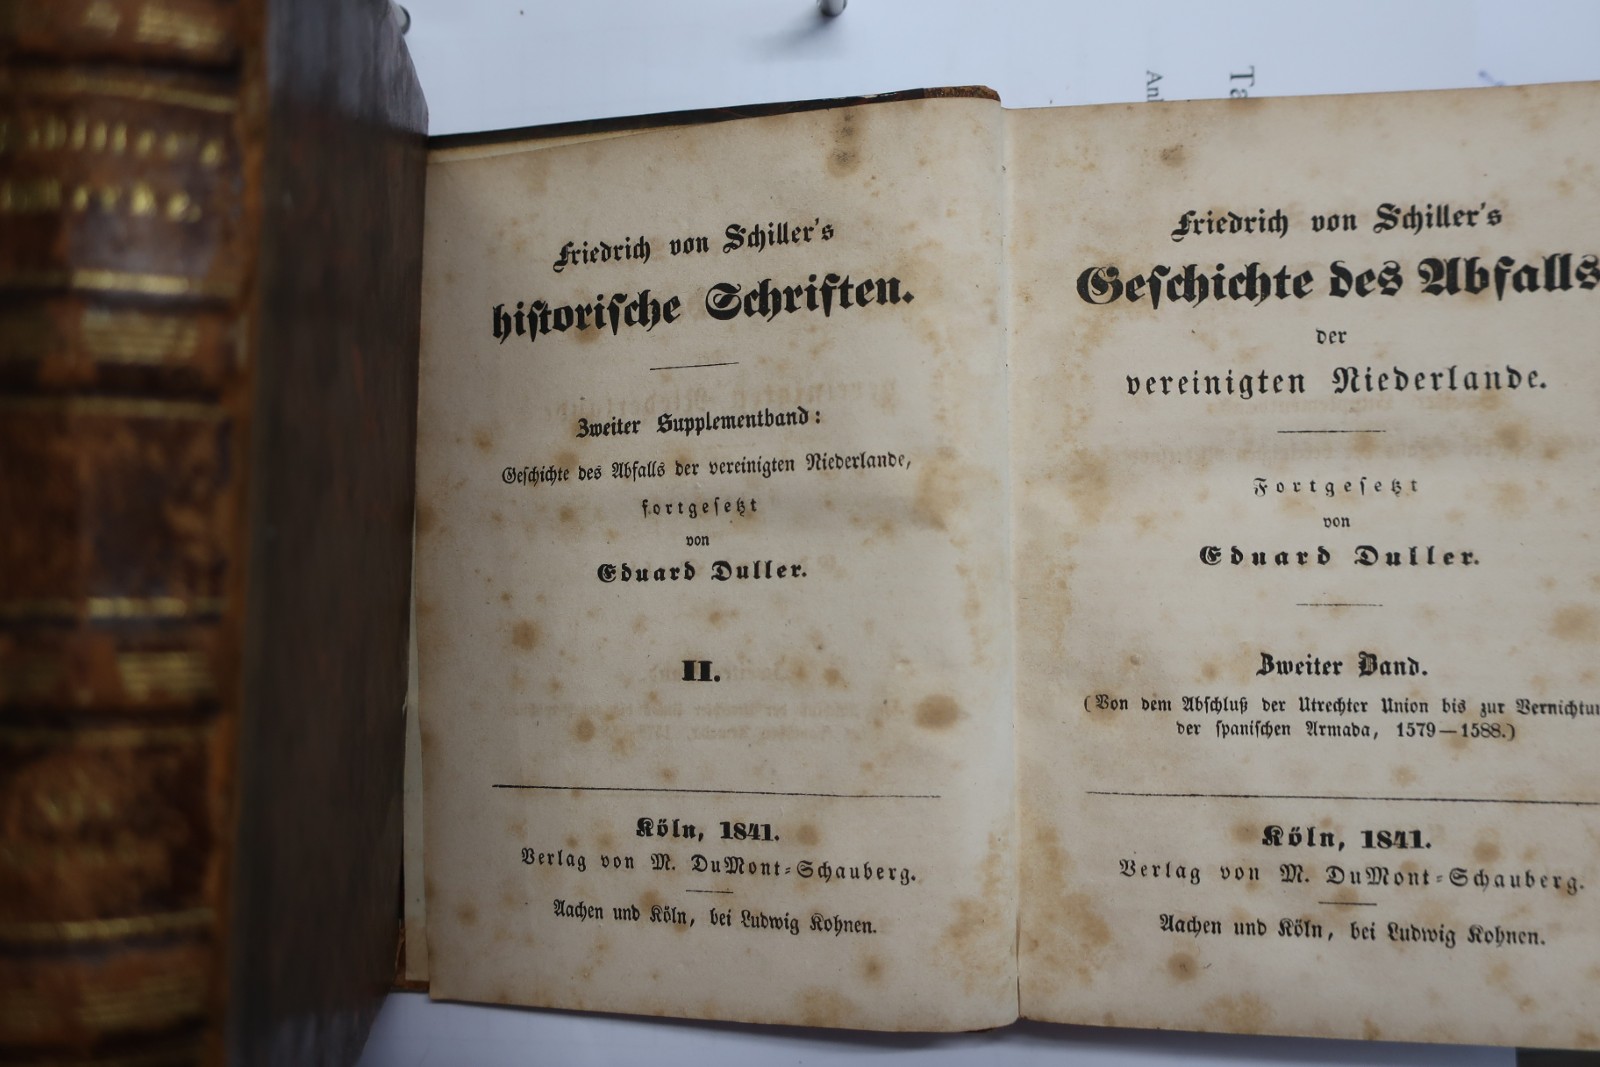 Schiller's
Werke.
Friedrich von Schiller's
historische Schriften.
Zweiter Supplementband:
Geschichte des Abfalls der vereinigten Niederlande,
fortgesetzt
von
Eduard Duller.
II.
Köln, 1841.
Verlag von M. DuMont-Schauberg.
Aachen und Köln, bei Ludwig Kohnen.
Friedrich von Schiller's
Geschichte des Abfalls
der
vereinigten Niederlande.
Fortgesetzt
von
Eduard Duller.
Zweiter Band.
(Von dem Abschluß der Utrechter Union bis zur Vernichtun
der spanischen Armada, 1579—1588.)
Köln, 1841.
Verlag von M. DuMont-Schauberg.
Aachen und Köln, bei Ludwig Kohnen.